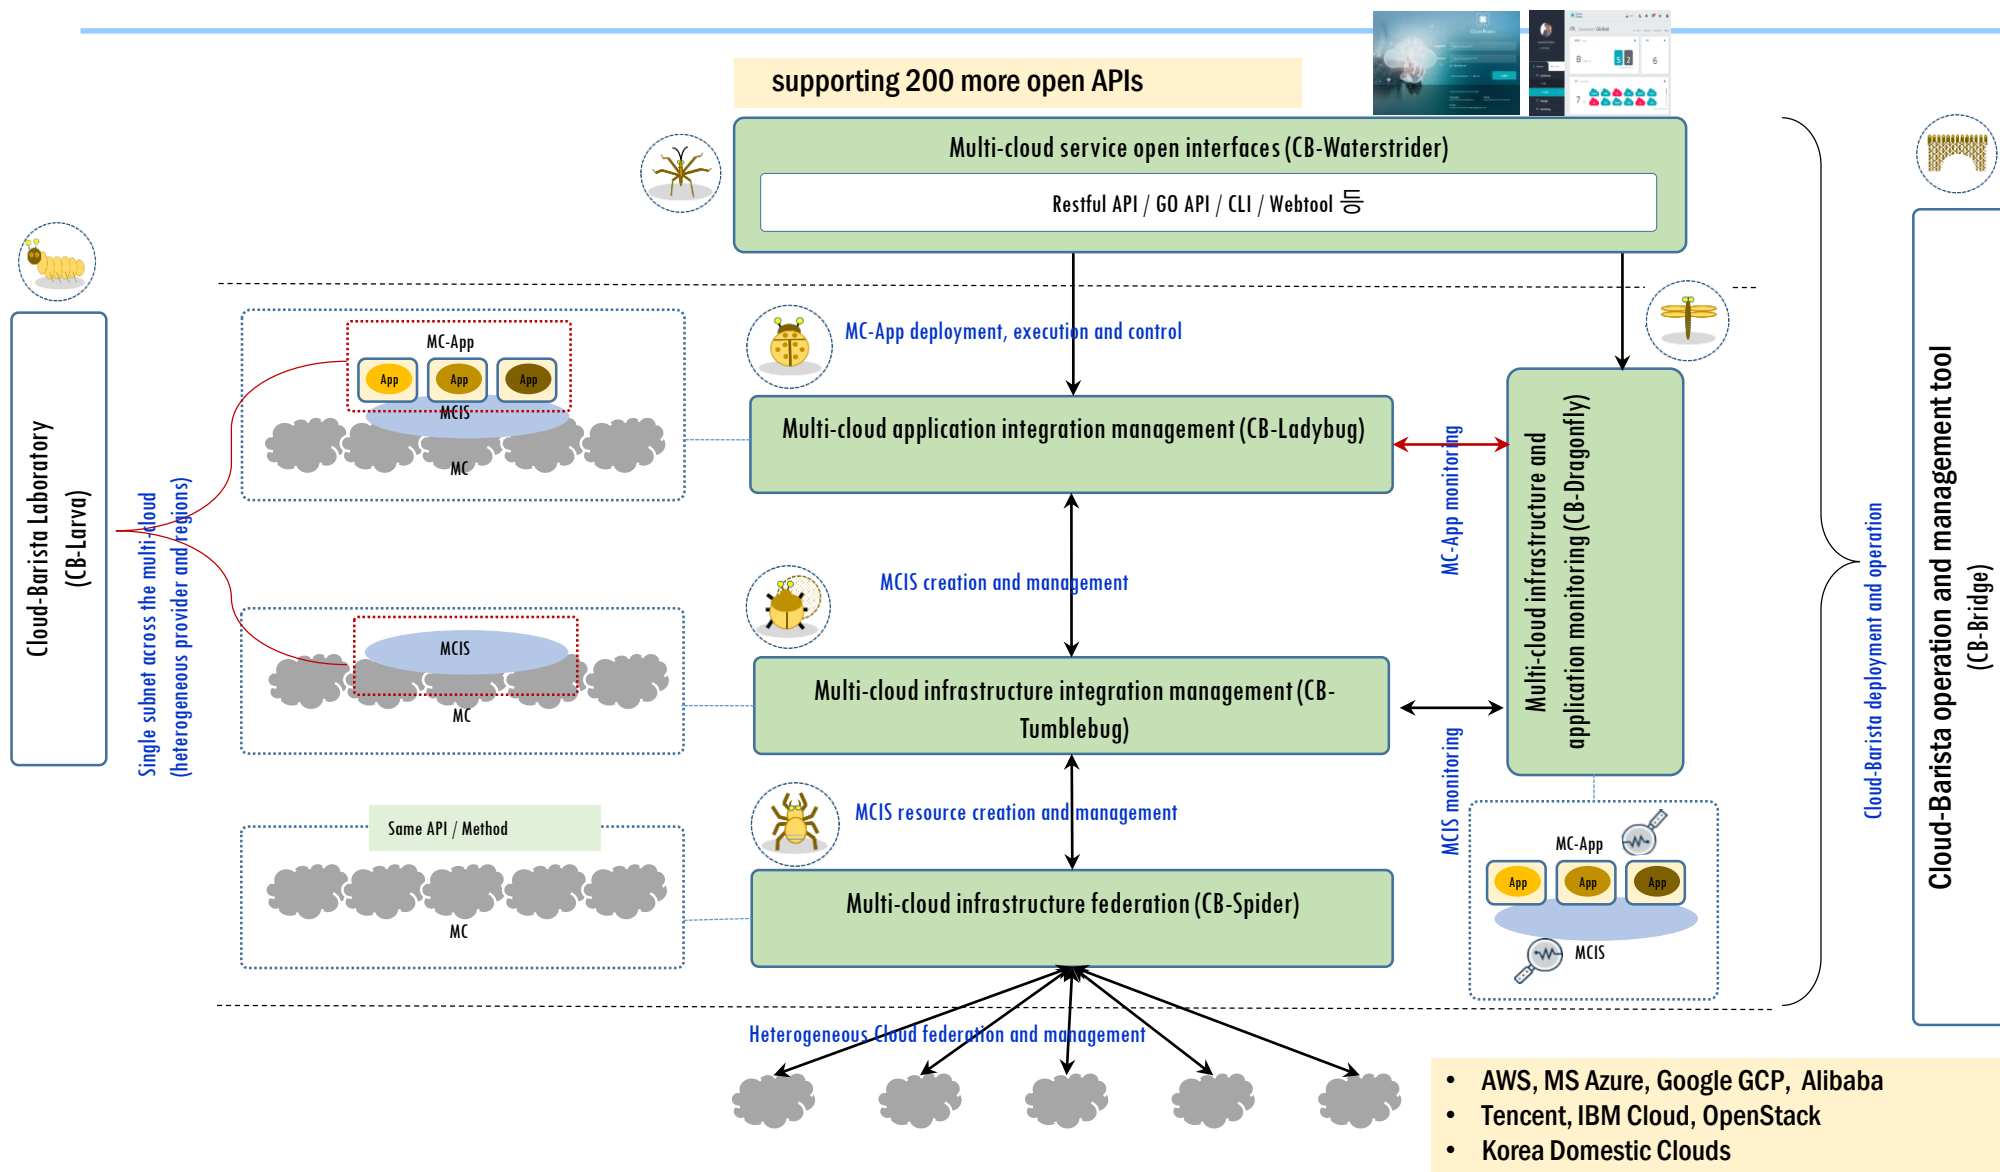 supporting 200 more open APIs
Multi-cloud service open interfaces (CB-Waterstrider)
Restful API / GO API / CLI / Webtool 등
MC-App deployment, execution and control
MC-App
App
App
App
MCIS
MC
Multi-cloud application integration management (CB-Ladybug)
MC-App monitoring
Multi-cloud infrastructure and
application monitoring (CB-Dragonfly)
Cloud-Barista Laboratory
(CB-Larva)
Single subnet across the multi-cloud
(heterogeneous provider and regions)
MCIS creation and management
MCIS
MC
Multi-cloud infrastructure integration management (CB-
Tumblebug)
MCIS monitoring
MCIS resource creation and management
Same API / Method
MC
Multi-cloud infrastructure federation (CB-Spider)
MC-App
App
App
App
MCIS
Cloud-Barista deployment and operation
Cloud-Barista operation and management tool
(CB-Bridge)
Heterogeneous Cloud federation and management
• AWS, MS Azure, Google GCP, Alibaba
• Tencent, IBM Cloud, OpenStack
• Korea Domestic Clouds